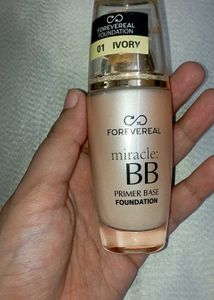 FOREVEREAL
FOUNDATION
01 IVORY
FOREVEREAL
miracle:
BB
PRIMER BASE
FOUNDATION